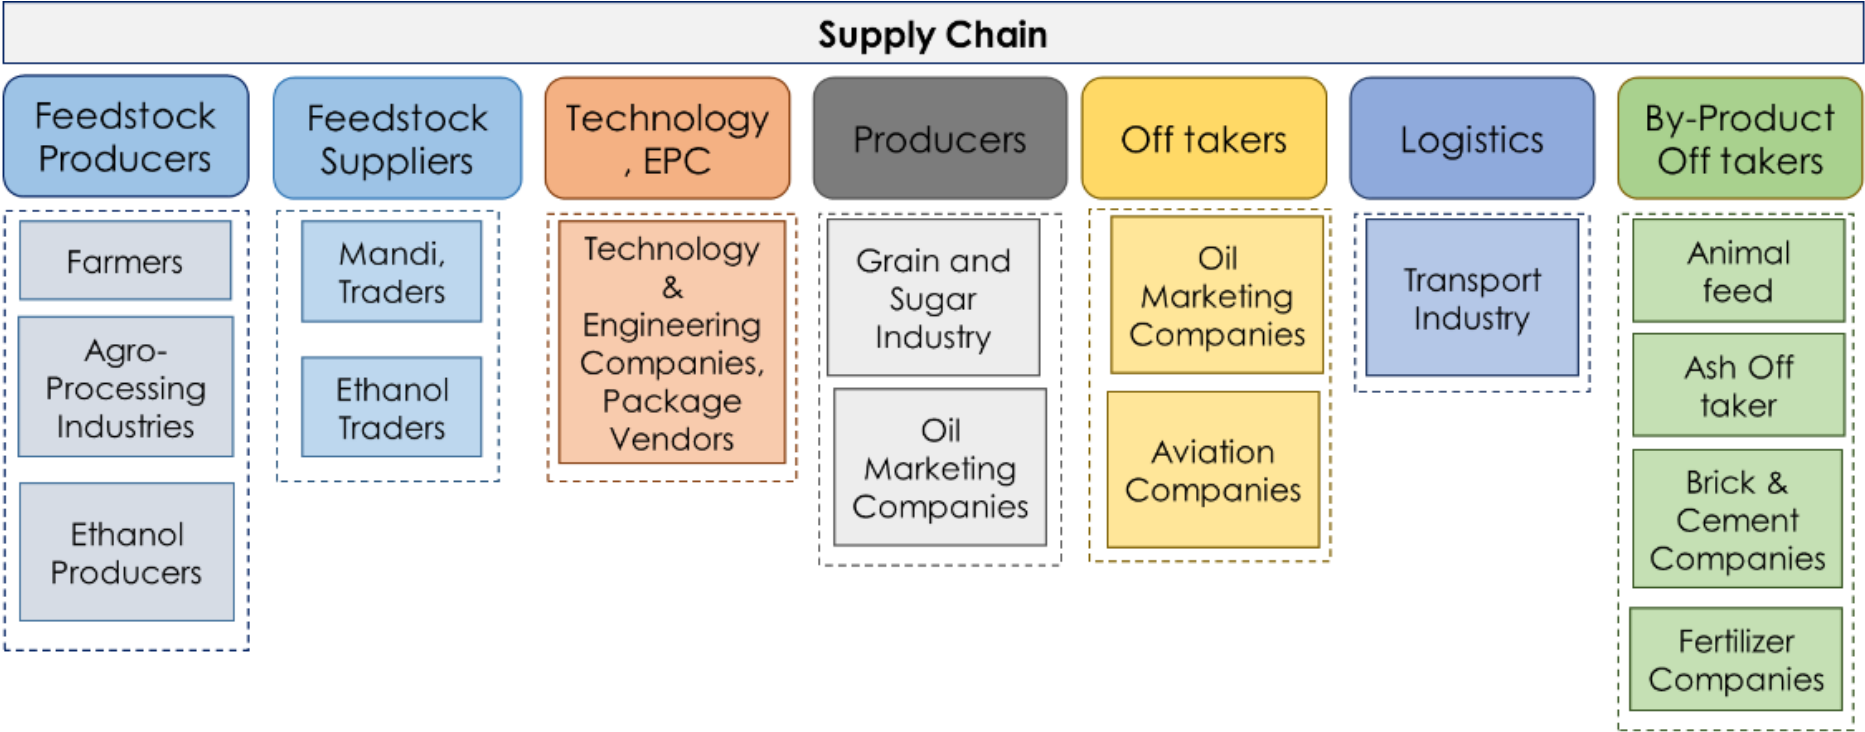 Supply Chain
Feedstock
Producers
Farmers
Agro-
Processing
Industries
Ethanol
Producers
Feedstock
Suppliers
Mandi,
Traders
Ethanol
Traders
Technology
, EPC
Technology
&
Engineering
Companies,
Package
Vendors
Producers
Grain and
Sugar
Industry
Oil
Marketing
Companies
Off takers
Oil
Marketing
Companies
Aviation
Companies
Logistics
Transport
Industry
By-Product
Off takers
Animal
feed
Ash Off
taker
Brick &
Cement
Companies
Fertilizer
Companies